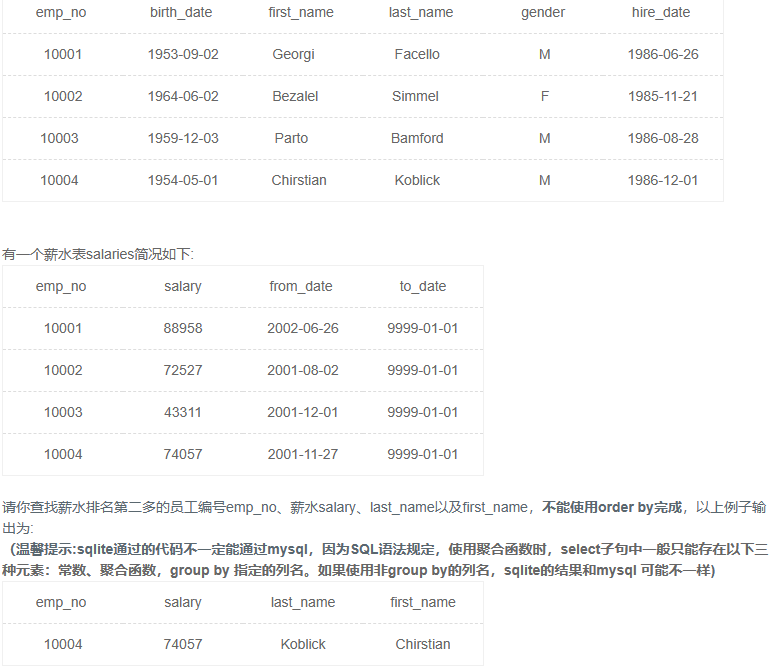 emp_no birth_date first_name last_name gender hire_date
10001 1953-09-02 Georgi Facello M 1986-06-26
10002 1964-06-02 Bezalel Simmel F 1985-11-21
10003 1959-12-03 Parto Bamford M 1986-08-28
10004 1954-05-01 Chirstian Koblick M 1986-12-01
有一个薪水表salaries简况如下:
emp_no salary from_date to_date
10001 88958 2002-06-26 9999-01-01
10002 72527 2001-08-02 9999-01-01
10003 43311 2001-12-01 9999-01-01
10004 74057 2001-11-27 9999-01-01
请你查找薪水排名第二多的员工编号emp_no、薪水salary、last_name以及first_name，不能使用order by完成，以上例子输
出为:
（温馨提示:sqlite通过的代码不一定能通过mysql，因为SQL语法规定，使用聚合函数时，select子句中一般只能存在以下三
种元素：常数、聚合函数，group by 指定的列名。如果使用非group by的列名，sqlite的结果和mysql 可能不一样)
emp_no salary last_name first_name
10004 74057 Koblick Chirstian